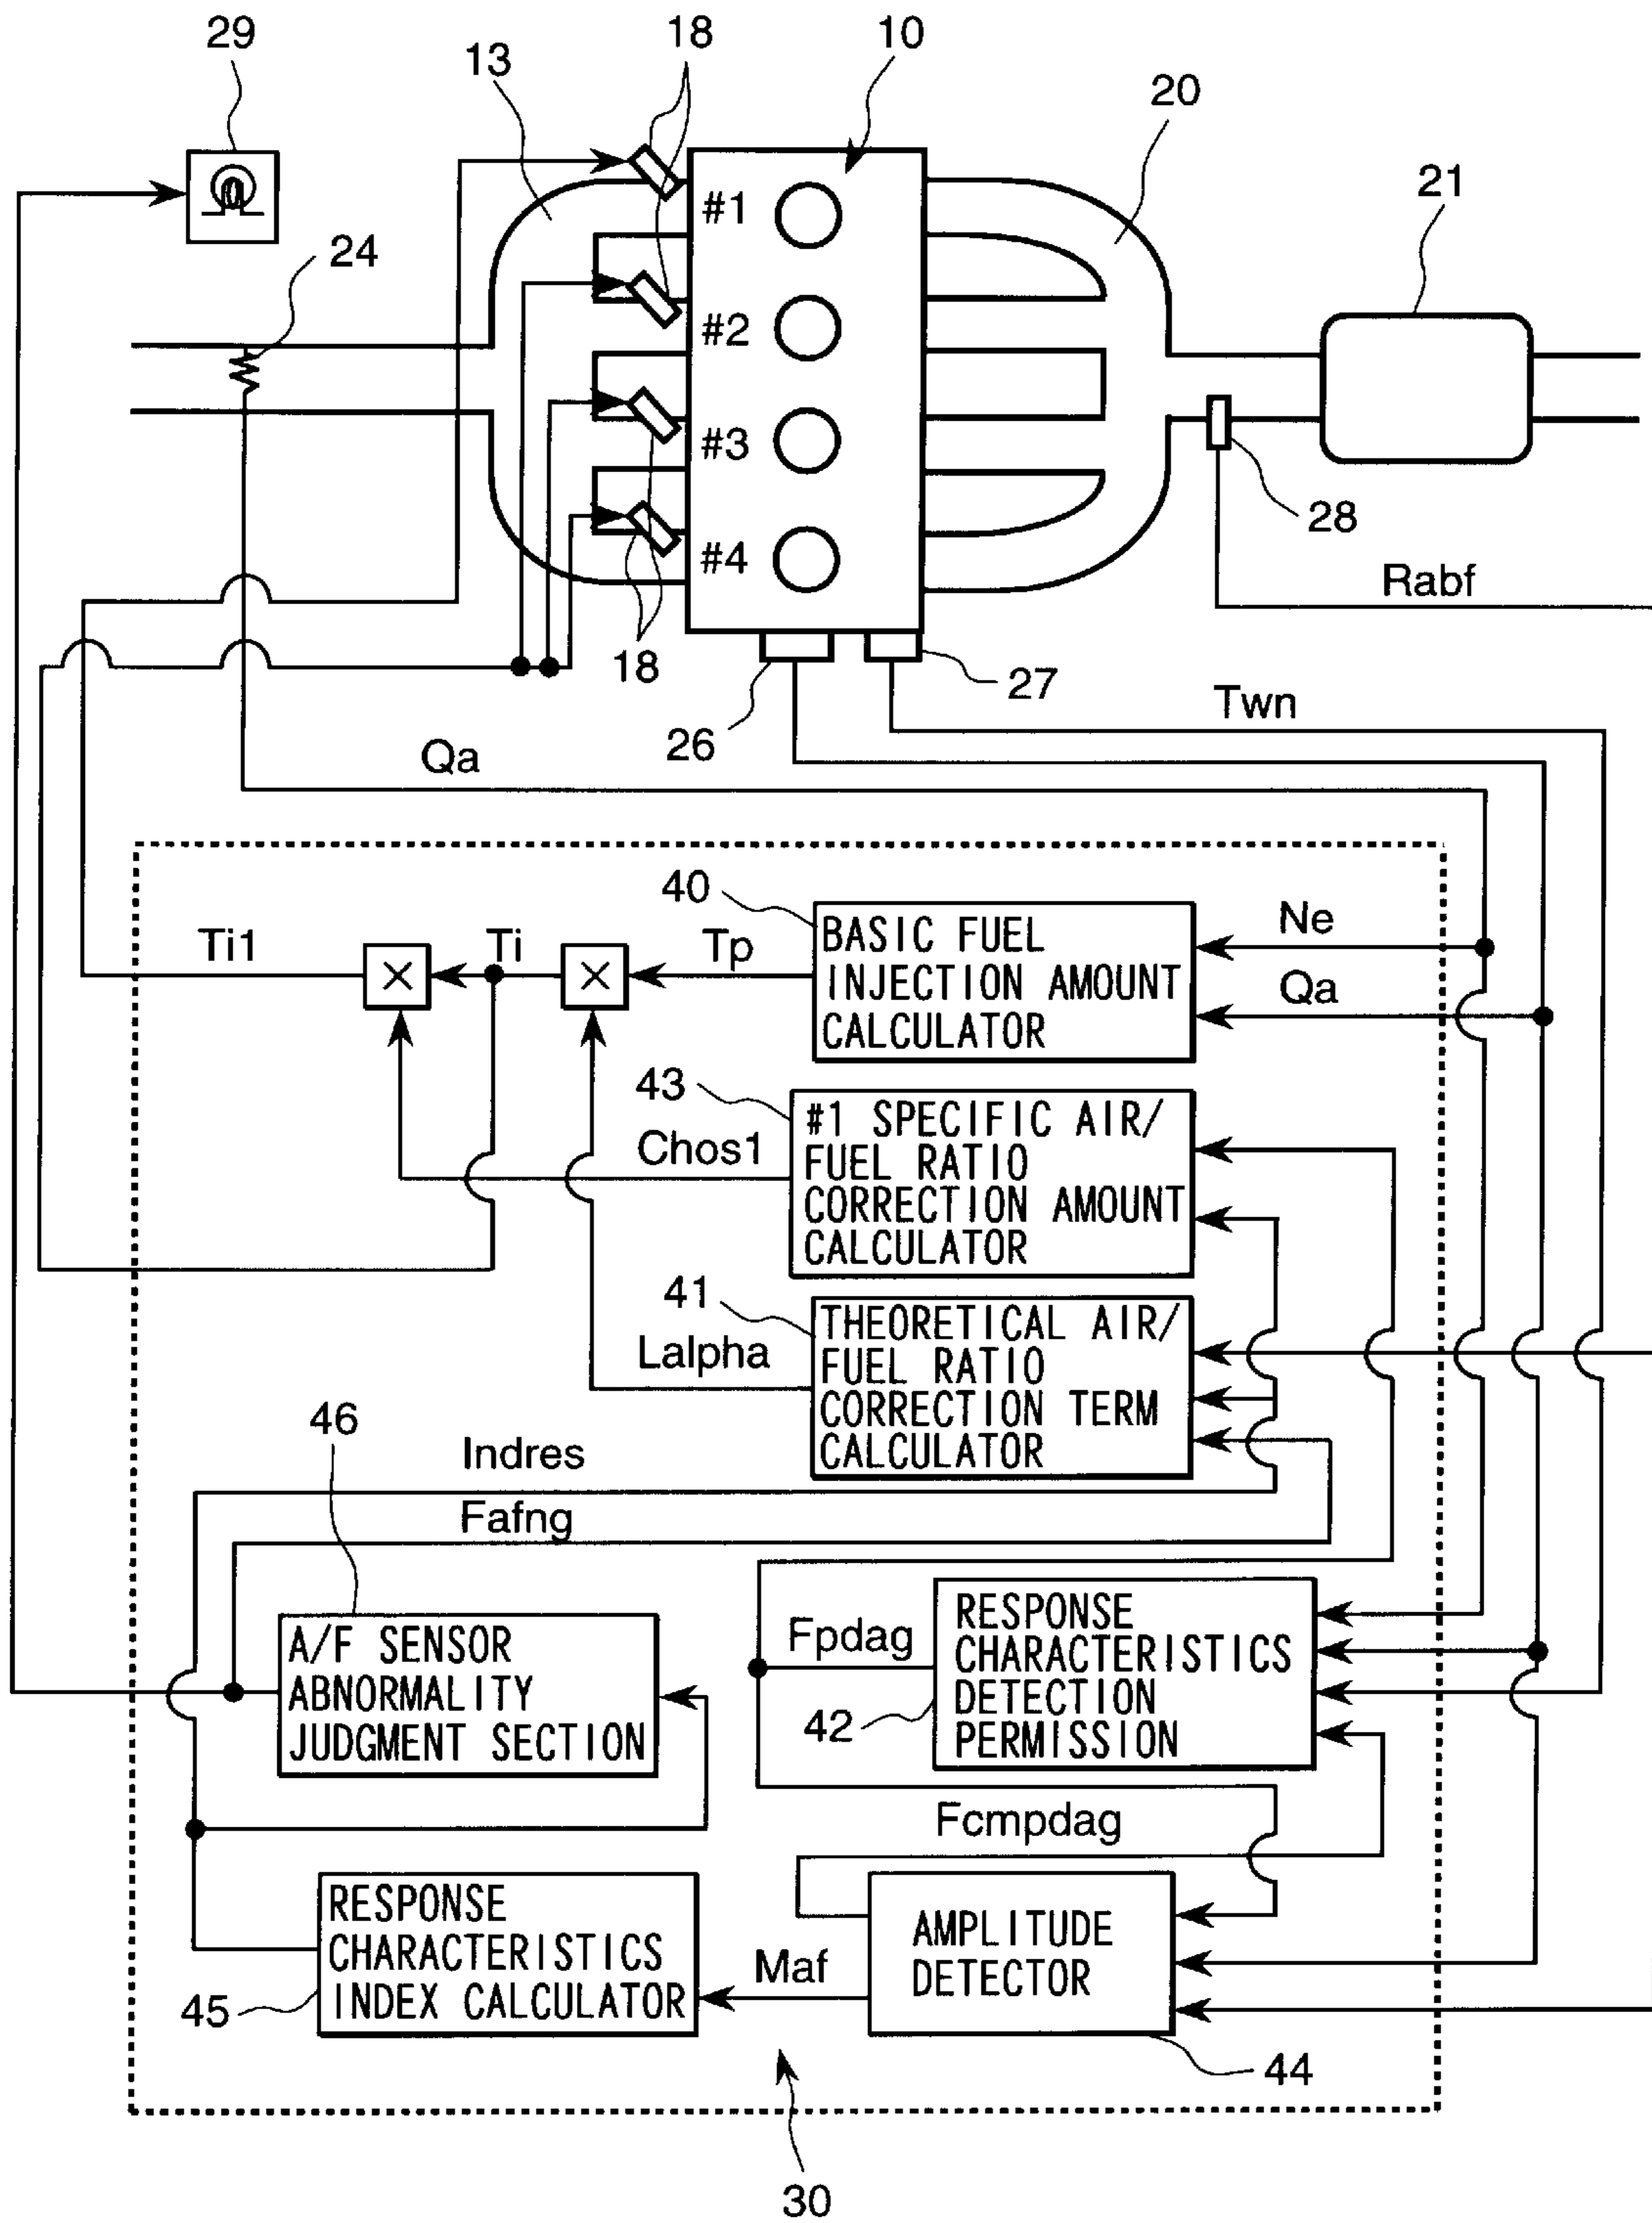 29
13
18
10
20
21
24
#1
#2
#3
#4
28
Rabf
18
27
Twn
26
Qa
40
BASIC FUEL
INJECTION AMOUNT
CALCULATOR
Ne
Qa
Ti1
Ti
Tp
43
#1 SPECIFIC AIR/
FUEL RATIO
CORRECTION AMOUNT
CALCULATOR
Chos1
41
THEORETICAL AIR/
FUEL RATIO
CORRECTION TERM
CALCULATOR
Lalpha
46
Indres
Fafng
A/F SENSOR
ABNORMALITY
JUDGMENT SECTION
Fpdag
42
RESPONSE
CHARACTERISTICS
DETECTION
PERMISSION
Fcmpdag
RESPONSE
CHARACTERISTICS
INDEX CALCULATOR
45
Maf
AMPLITUDE
DETECTOR
44
30